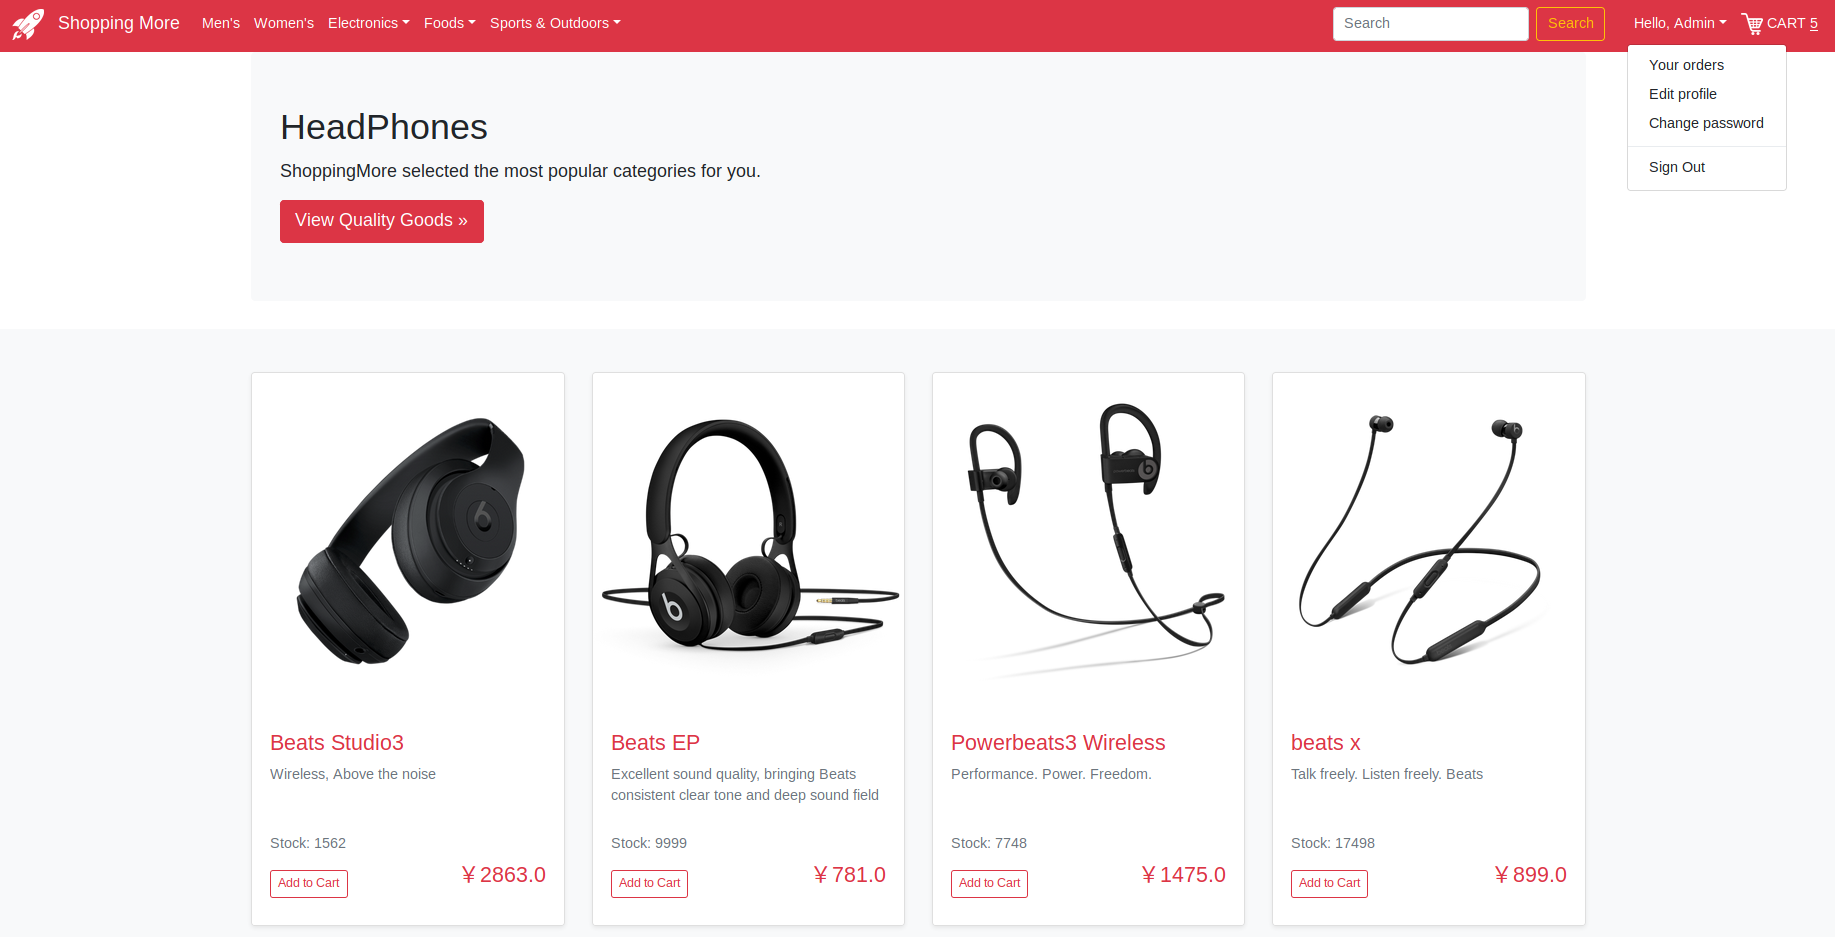 Shopping More Men's Women's Electronics Foods Sports & Outdoors Search Search Hello, Admin CART 5
Your orders
Edit profile
Change password
Sign Out
HeadPhones
ShoppingMore selected the most popular categories for you.
View Quality Goods »
Beats Studio3
Wireless, Above the noise
Stock: 1562
Add to Cart ￥2863.0
Beats EP
Excellent sound quality, bringing Beats
consistent clear tone and deep sound field
Stock: 9999
Add to Cart ￥781.0
Powerbeats3 Wireless
Performance. Power. Freedom.
Stock: 7748
Add to Cart ￥1475.0
beats x
Talk freely. Listen freely. Beats
Stock: 17498
Add to Cart ￥899.0